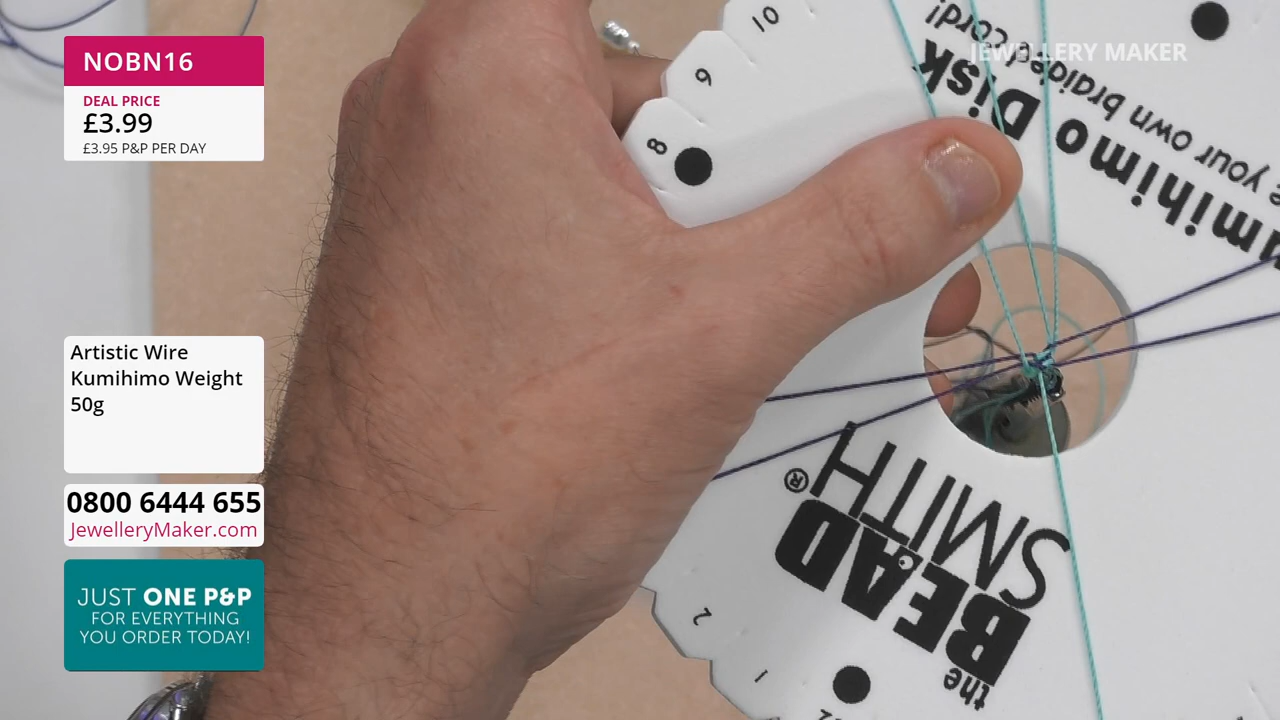 NOBN16
DEAL PRICE
£3.99
£3.95 P&P PER DAY
Artistic Wire
Kumihimo Weight
50g
0800 6444 655
JewelleryMaker.com
JUST ONE P&P
FOR EVERYTHING
YOU ORDER TODAY!
JEWELLERY MAKER
10
9
8
umihimo Disk
your own braided cord!
the
BEAD
SMITH®
2
1